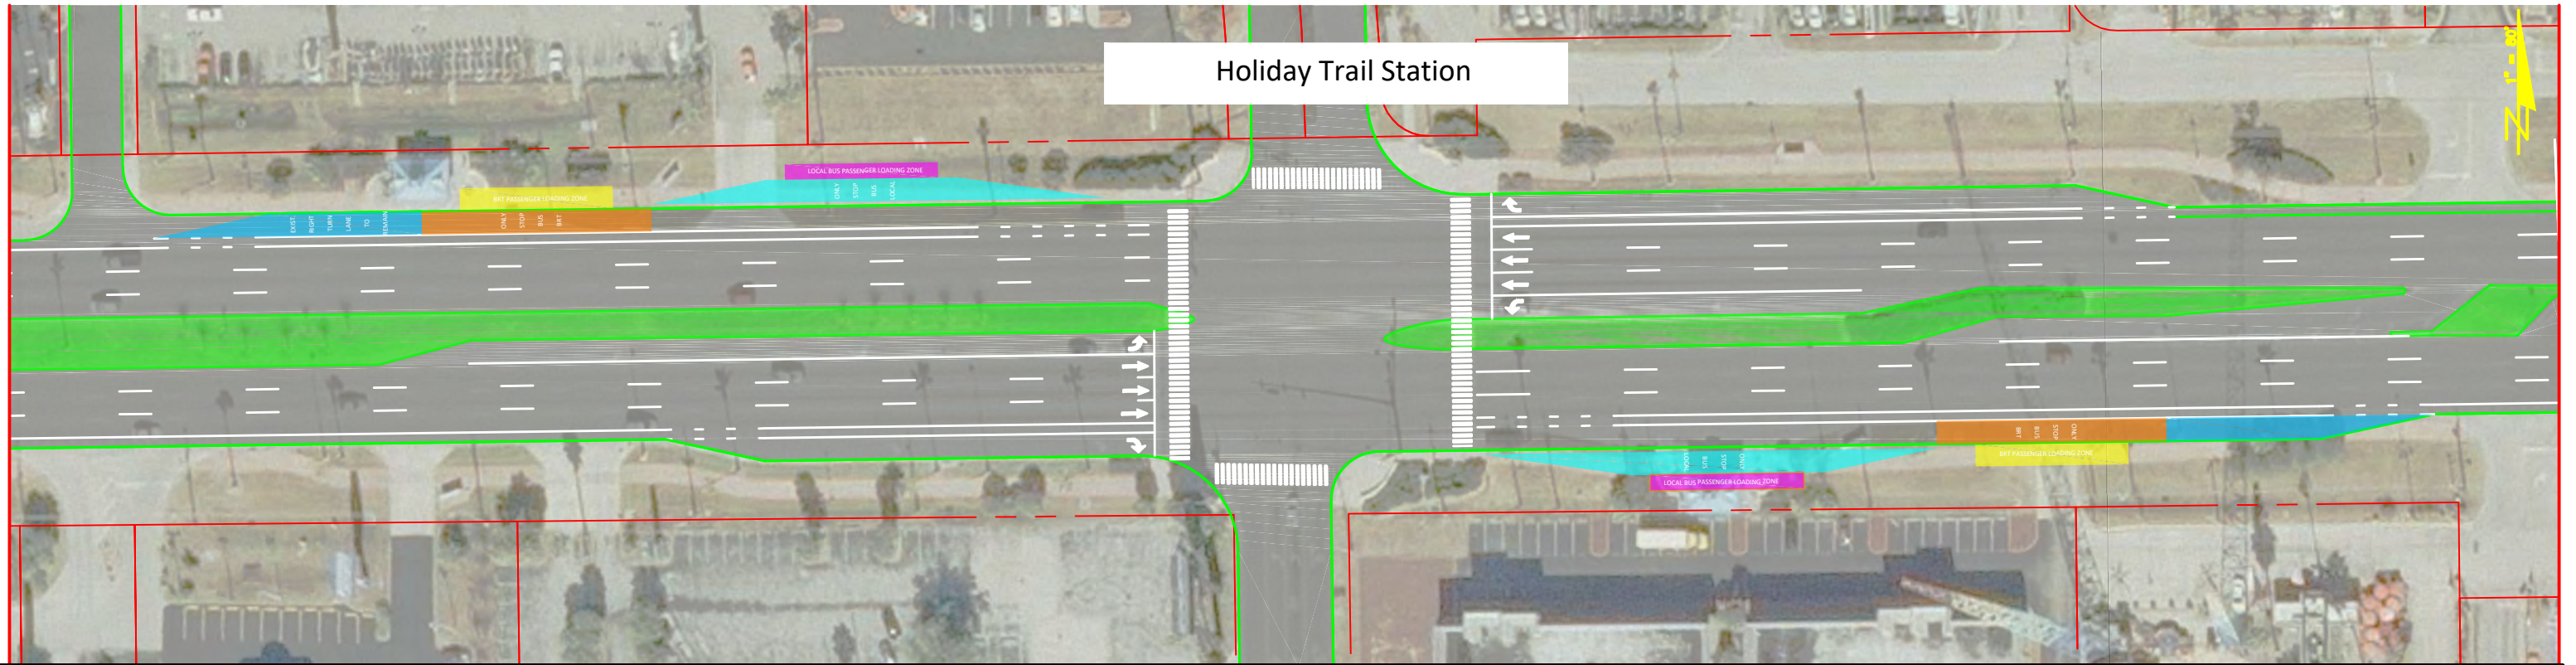 Holiday Trail Station
1" = 80'
N
LOCAL BUS PASSENGER LOADING ZONE
ONLY
STOP
BUS
LOCAL
BRT PASSENGER LOADING ZONE
EXIST.
RIGHT
TURN
LANE
TO
REMAIN
ONLY
STOP
BUS
BRT
BRT
BUS
STOP
ONLY
BRT PASSENGER LOADING ZONE
LOCAL
BUS
STOP
ONLY
LOCAL BUS PASSENGER LOADING ZONE